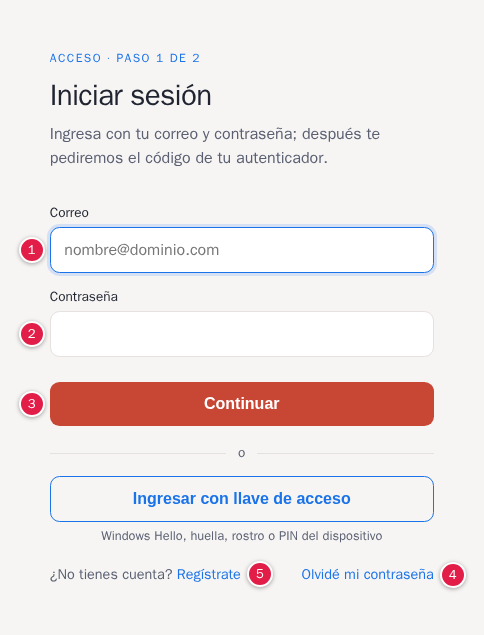 ACCESO · PASO 1 DE 2
Iniciar sesión
Ingresa con tu correo y contraseña; después te
pediremos el código de tu autenticador.
Correo
1 nombre@dominio.com
Contraseña
2
3 Continuar
o
Ingresar con llave de acceso
Windows Hello, huella, rostro o PIN del dispositivo
¿No tienes cuenta? Regístrate 5 Olvidé mi contraseña 4